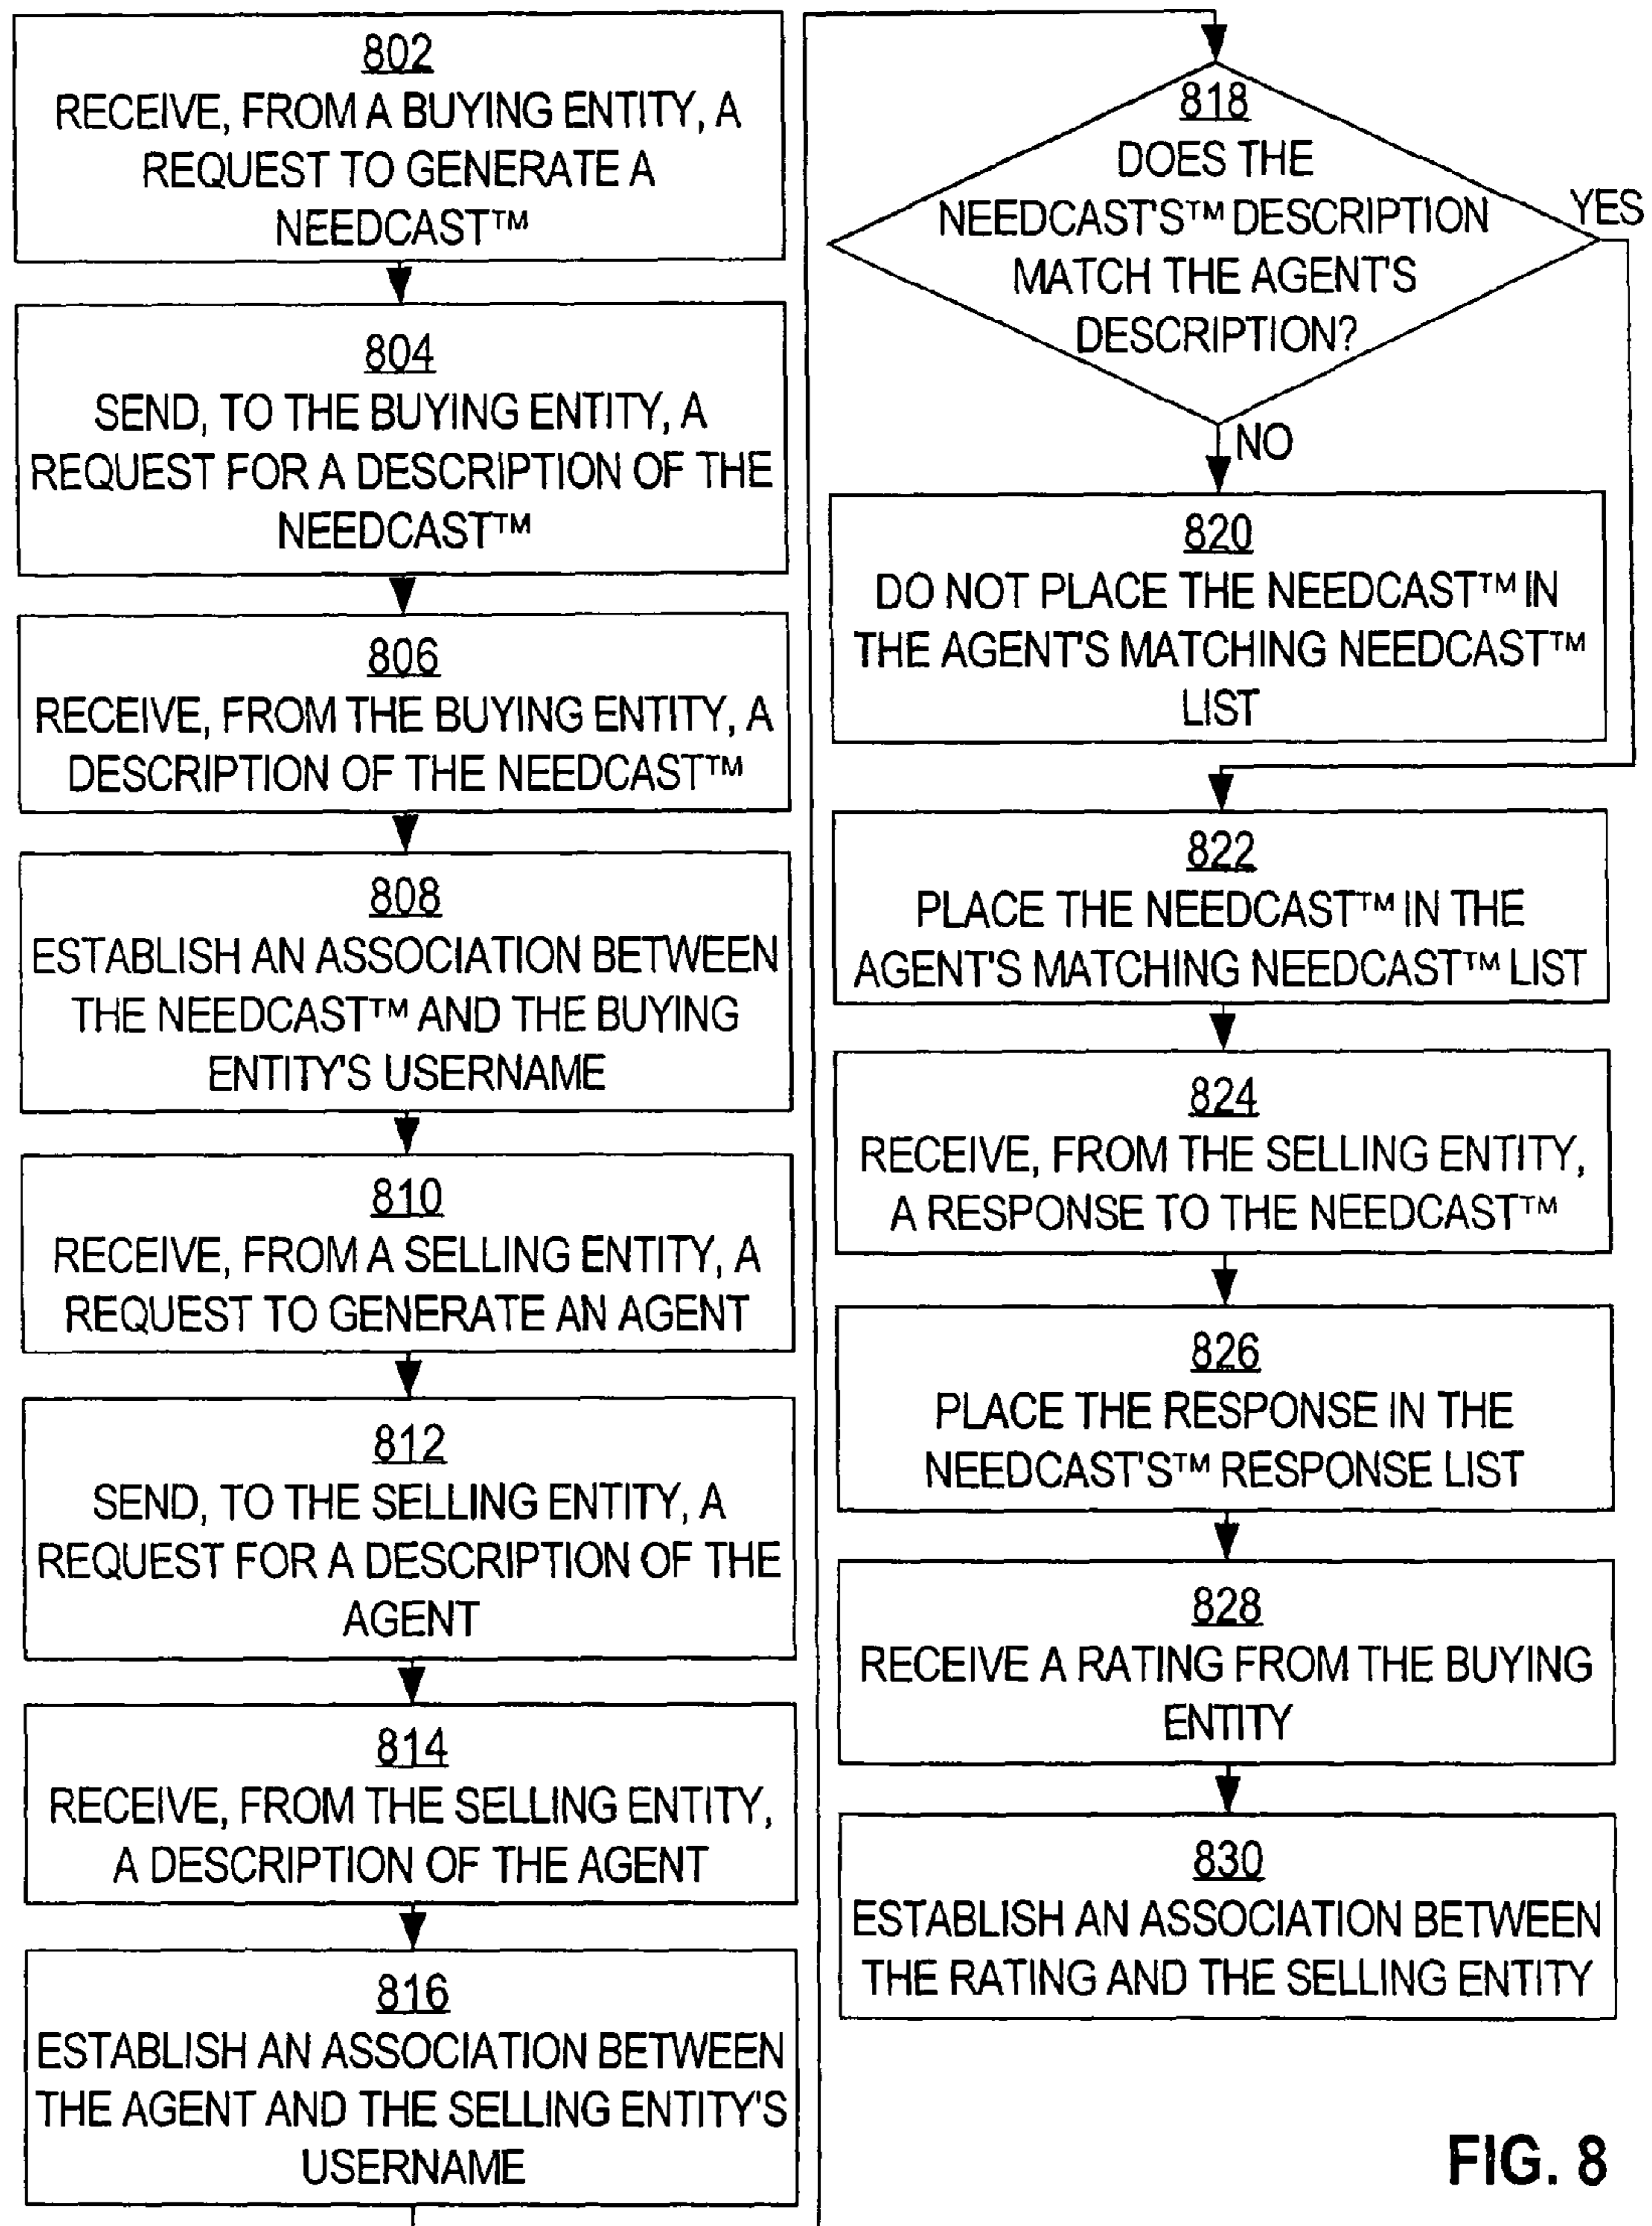 802
RECEIVE, FROM A BUYING ENTITY, A
REQUEST TO GENERATE A
NEEDCAST™
804
SEND, TO THE BUYING ENTITY, A
REQUEST FOR A DESCRIPTION OF THE
NEEDCAST™
806
RECEIVE, FROM THE BUYING ENTITY, A
DESCRIPTION OF THE NEEDCAST™
808
ESTABLISH AN ASSOCIATION BETWEEN
THE NEEDCAST™ AND THE BUYING
ENTITY'S USERNAME
810
RECEIVE, FROM A SELLING ENTITY, A
REQUEST TO GENERATE AN AGENT
812
SEND, TO THE SELLING ENTITY, A
REQUEST FOR A DESCRIPTION OF THE
AGENT
814
RECEIVE, FROM THE SELLING ENTITY,
A DESCRIPTION OF THE AGENT
816
ESTABLISH AN ASSOCIATION BETWEEN
THE AGENT AND THE SELLING ENTITY'S
USERNAME
818
DOES THE
NEEDCAST'S™ DESCRIPTION
MATCH THE AGENT'S
DESCRIPTION?
YES
NO
820
DO NOT PLACE THE NEEDCAST™ IN
THE AGENT'S MATCHING NEEDCAST™
LIST
822
PLACE THE NEEDCAST™ IN THE
AGENT'S MATCHING NEEDCAST™ LIST
824
RECEIVE, FROM THE SELLING ENTITY,
A RESPONSE TO THE NEEDCAST™
826
PLACE THE RESPONSE IN THE
NEEDCAST'S™ RESPONSE LIST
828
RECEIVE A RATING FROM THE BUYING
ENTITY
830
ESTABLISH AN ASSOCIATION BETWEEN
THE RATING AND THE SELLING ENTITY
FIG. 8